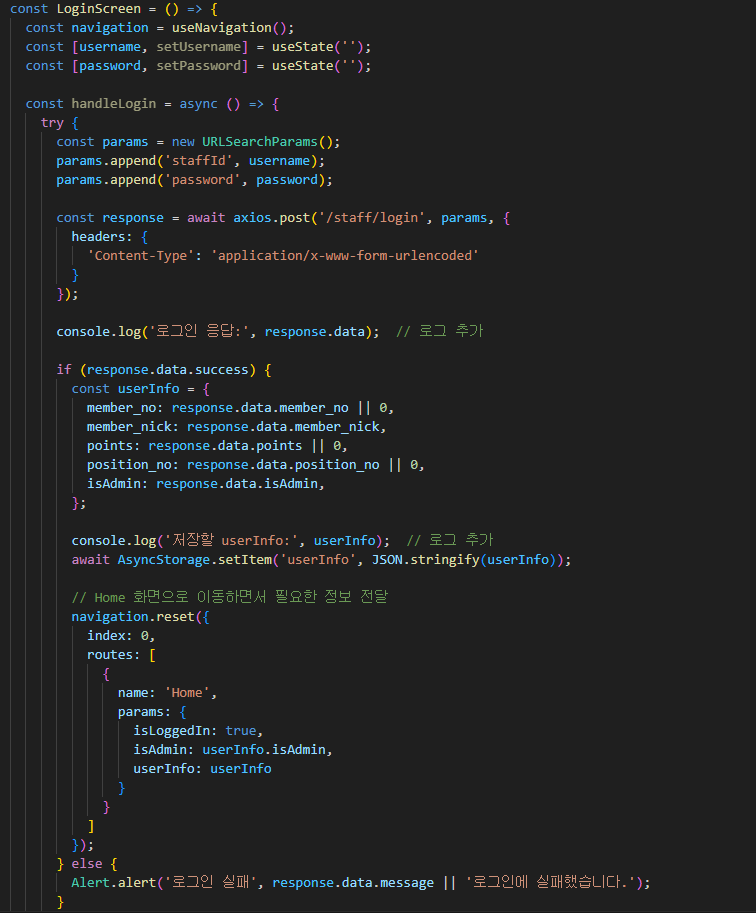 const LoginScreen = () => {
  const navigation = useNavigation();
  const [username, setUsername] = useState('');
  const [password, setPassword] = useState('');

  const handleLogin = async () => {
    try {
      const params = new URLSearchParams();
      params.append('staffId', username);
      params.append('password', password);

      const response = await axios.post('/staff/login', params, {
        headers: {
          'Content-Type': 'application/x-www-form-urlencoded'
        }
      });

      console.log('로그인 응답:', response.data);  // 로그 추가

      if (response.data.success) {
        const userInfo = {
          member_no: response.data.member_no || 0,
          member_nick: response.data.member_nick,
          points: response.data.points || 0,
          position_no: response.data.position_no || 0,
          isAdmin: response.data.isAdmin,
        };

        console.log('저장할 userInfo:', userInfo);  // 로그 추가
        await AsyncStorage.setItem('userInfo', JSON.stringify(userInfo));

        // Home 화면으로 이동하면서 필요한 정보 전달
        navigation.reset({
          index: 0,
          routes: [
            {
              name: 'Home',
              params: {
                isLoggedIn: true,
                isAdmin: userInfo.isAdmin,
                userInfo: userInfo
              }
            }
          ]
        });
      } else {
        Alert.alert('로그인 실패', response.data.message || '로그인에 실패했습니다.');
      }